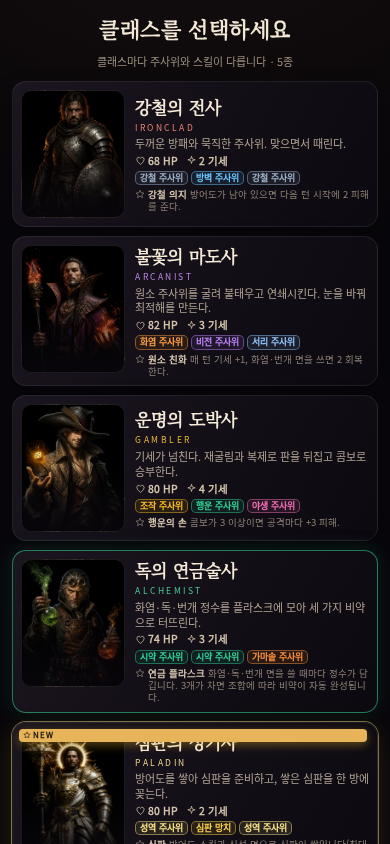 클래스를 선택하세요
클래스마다 주사위와 스킬이 다릅니다 · 5종
강철의 전사
IRONCLAD
두꺼운 방패와 묵직한 주사위. 맞으면서 때린다.
♡ 68 HP ✧ 2 기세
강철 주사위 방벽 주사위 강철 주사위
☆ 강철 의지 방어도가 남아 있으면 다음 턴 시작에 2 피해
를 준다.
불꽃의 마도사
ARCANIST
원소 주사위를 굴려 불태우고 연쇄시킨다. 눈을 바꿔
최적해를 만든다.
♡ 82 HP ✧ 3 기세
화염 주사위 비전 주사위 서리 주사위
☆ 원소 친화 매 턴 기세 +1, 화염·번개 면을 쓰면 2 회복
한다.
운명의 도박사
GAMBLER
기세가 넘친다. 재굴림과 복제로 판을 뒤집고 콤보로
승부한다.
♡ 80 HP ✧ 4 기세
조작 주사위 행운 주사위 야생 주사위
☆ 행운의 손 콤보가 3 이상이면 공격마다 +3 피해.
독의 연금술사
ALCHEMIST
화염·독·번개 정수를 플라스크에 모아 세 가지 비약
으로 터뜨린다.
♡ 74 HP ✧ 3 기세
시약 주사위 시약 주사위 가마솥 주사위
☆ 연금 플라스크 화염·독·번개 면을 쓸 때마다 정수가 담
깁니다. 3개가 차면 조합에 따라 비약이 자동 완성됩니
다.
☆ NEW
심판의 성기사
PALADIN
방어도를 쌓아 심판을 준비하고, 쌓은 심판을 한 방에
꽂는다.
♡ 80 HP ✧ 2 기세
성역 주사위 심판 망치 성역 주사위